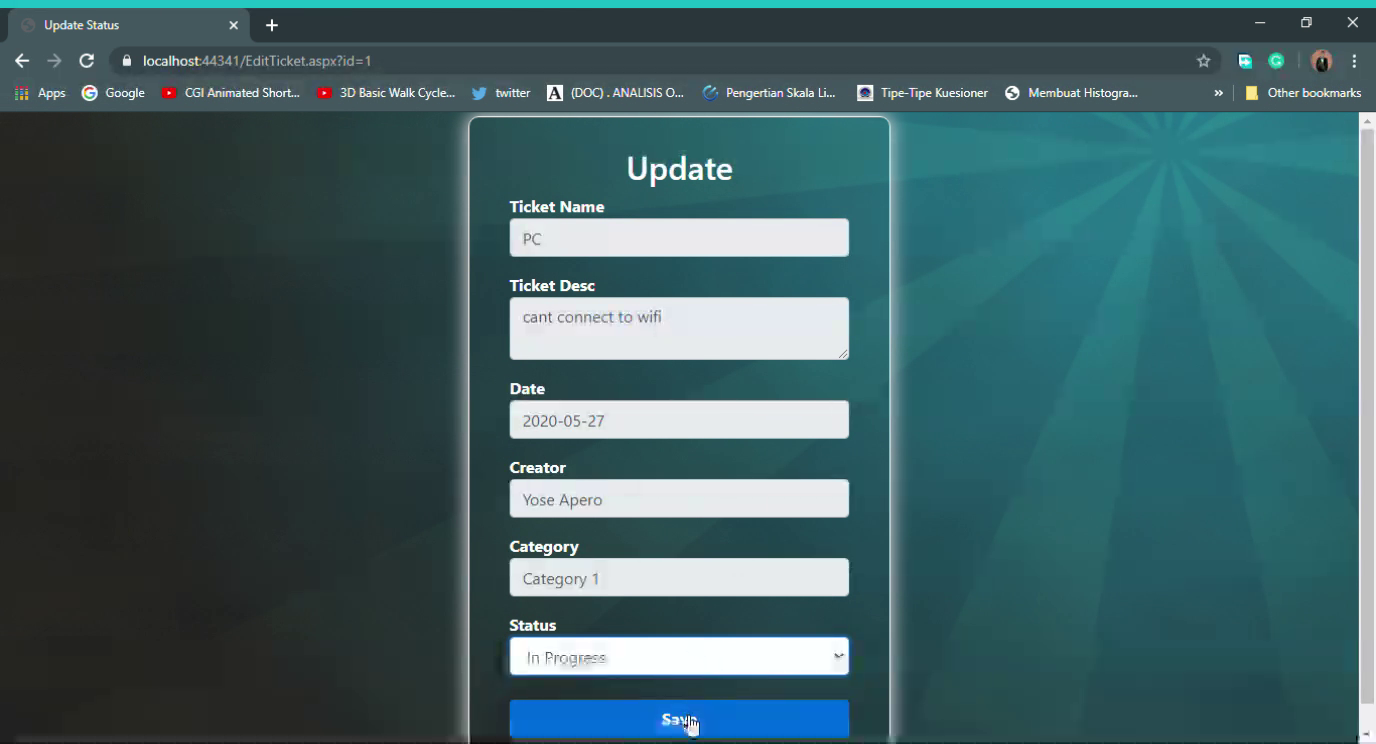 Update Status
localhost:44341/EditTicket.aspx?id=1
Apps Google CGI Animated Short... 3D Basic Walk Cycle... twitter (DOC) . ANALISIS O... Pengertian Skala Li... Tipe-Tipe Kuesioner Membuat Histogra... » Other bookmarks
Update
Ticket Name
PC
Ticket Desc
cant connect to wifi
Date
2020-05-27
Creator
Yose Apero
Category
Category 1
Status
In Progress
Save